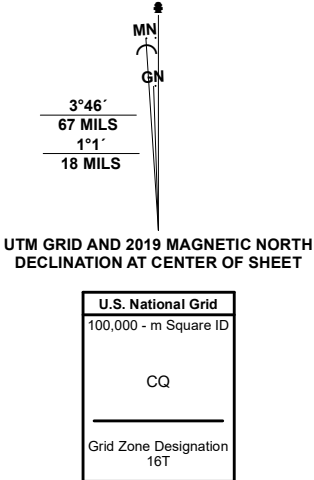 MN
GN
3°46´
67 MILS
1°1´
18 MILS
UTM GRID AND 2019 MAGNETIC NORTH
DECLINATION AT CENTER OF SHEET
U.S. National Grid
100,000 - m Square ID
CQ
Grid Zone Designation
16T